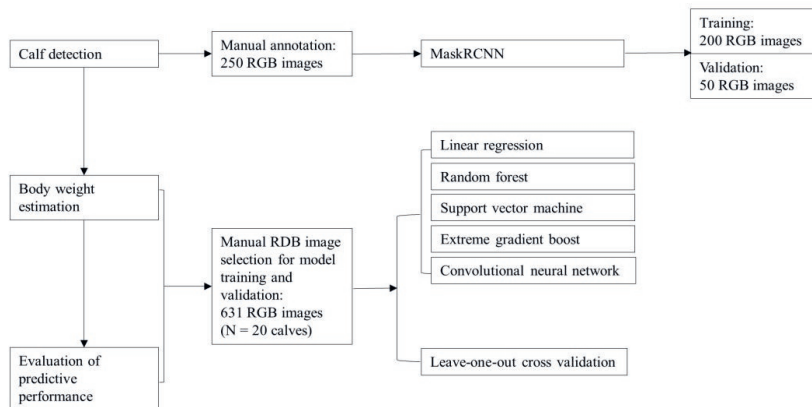 Calf detection
Manual annotation:
250 RGB images
MaskRCNN
Training:
200 RGB images
Validation:
50 RGB images
Body weight
estimation
Evaluation of
predictive
performance
Manual RDB image
selection for model
training and
validation:
631 RGB images
(N = 20 calves)
Linear regression
Random forest
Support vector machine
Extreme gradient boost
Convolutional neural network
Leave-one-out cross validation